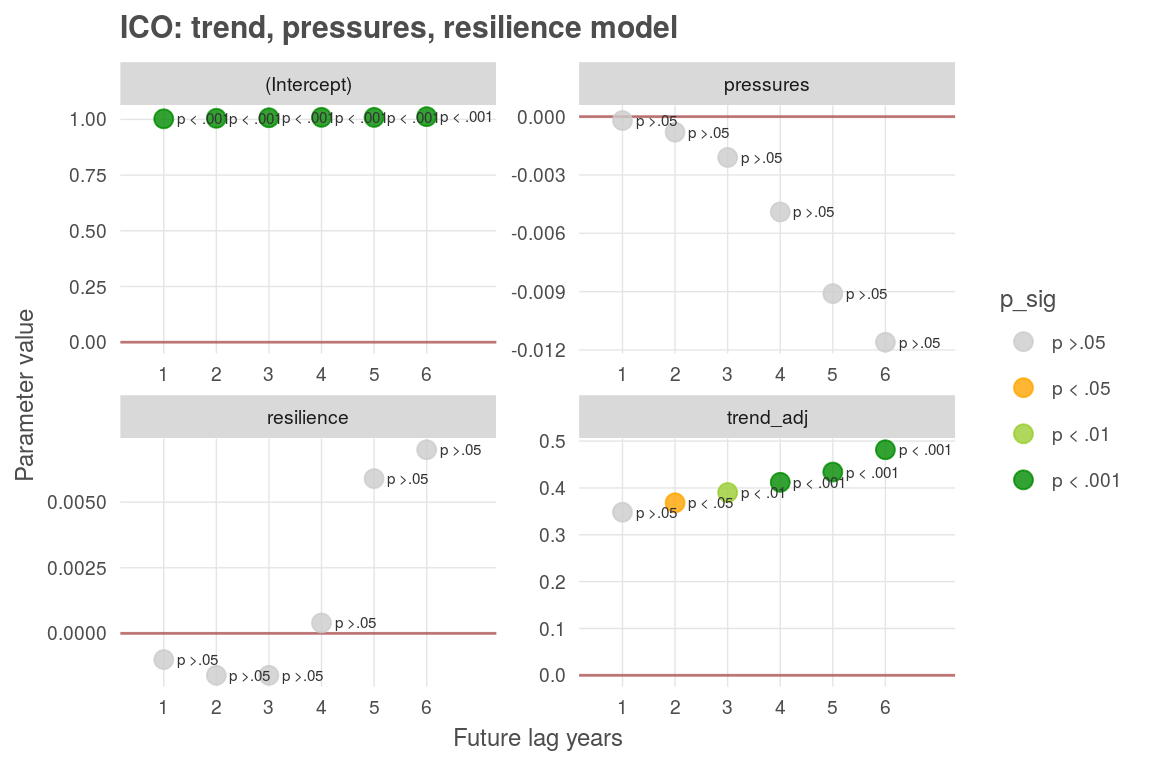 ICO: trend, pressures, resilience model
(Intercept)
1.00
0.75
0.50
0.25
0.00
p < .001
p < .001
p < .001
p < .001
p < .001
p < .001
1 2 3 4 5 6
pressures
0.000
-0.003
-0.006
-0.009
-0.012
p >.05
p >.05
p >.05
p >.05
p >.05
p >.05
1 2 3 4 5 6
resilience
0.0050
0.0025
0.0000
p >.05
p >.05
p >.05
p >.05
p >.05
p >.05
1 2 3 4 5 6
trend_adj
0.5
0.4
0.3
0.2
0.1
0.0
p >.05
p < .05
p < .01
p < .001
p < .001
p < .001
1 2 3 4 5 6
Parameter value
Future lag years
p_sig
p >.05
p < .05
p < .01
p < .001